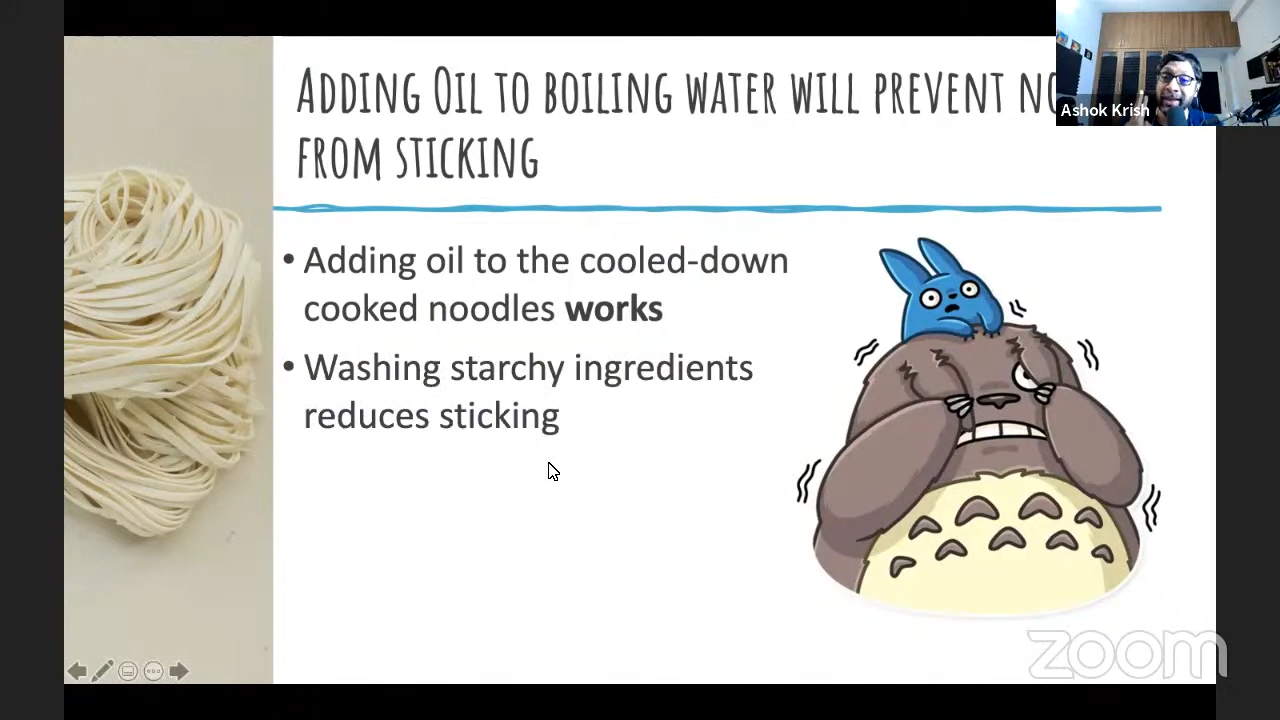 Adding Oil to boiling water will prevent
from sticking
Ashok Krish
• Adding oil to the cooled-down
cooked noodles works
• Washing starchy ingredients
reduces sticking
zoom